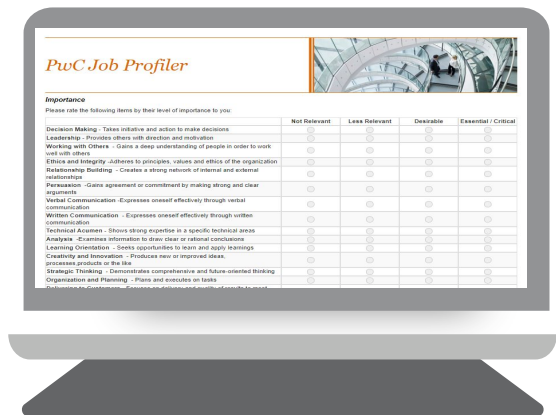 PwC Job Profiler
Importance
Please rate the following items by their level of importance to you:
Not Relevant Less Relevant Desirable Essential / Critical
Decision Making - Takes initiative and action to make decisions
Leadership - Provides others with direction and motivation
Working with Others - Gains a deep understanding of people in order to work
well with others
Ethics and Integrity -Adheres to principles, values and ethics of the organization
Relationship Building - Creates a strong network of internal and external
relationships
Persuasion -Gains agreement or commitment by making strong and clear
arguments
Verbal Communication -Expresses oneself effectively through verbal
communication
Written Communication - Expresses oneself effectively through written
communication
Technical Acumen - Shows strong expertise in a specific technical areas
Analysis -Examines information to draw clear or rational conclusions
Learning Orientation - Seeks opportunities to learn and apply learnings
Creativity and Innovation - Produces new or improved ideas,
processes,products or the like
Strategic Thinking - Demonstrates comprehensive and future-oriented thinking
Organization and Planning - Plans and executes on tasks